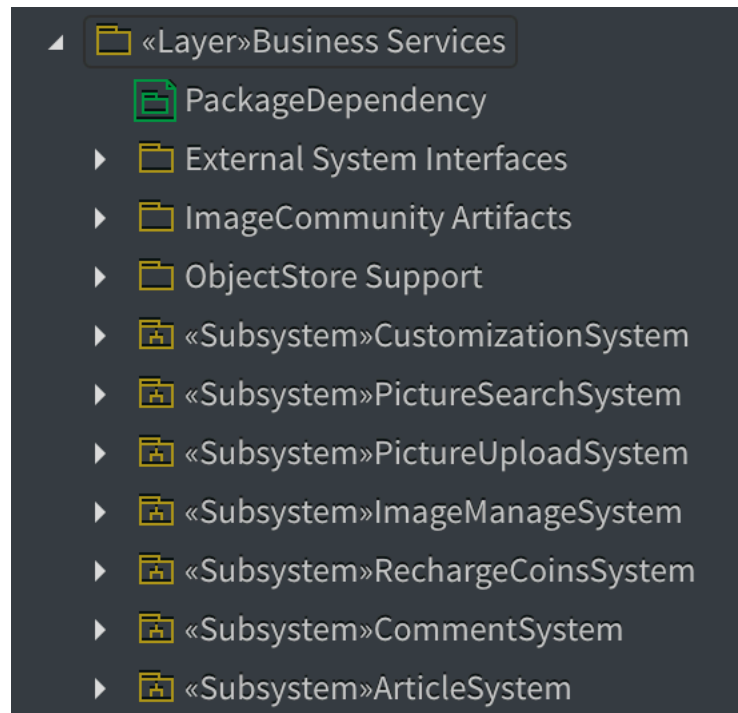 «Layer»Business Services
PackageDependency
External System Interfaces
ImageCommunity Artifacts
ObjectStore Support
«Subsystem»CustomizationSystem
«Subsystem»PictureSearchSystem
«Subsystem»PictureUploadSystem
«Subsystem»ImageManageSystem
«Subsystem»RechargeCoinsSystem
«Subsystem»CommentSystem
«Subsystem»ArticleSystem